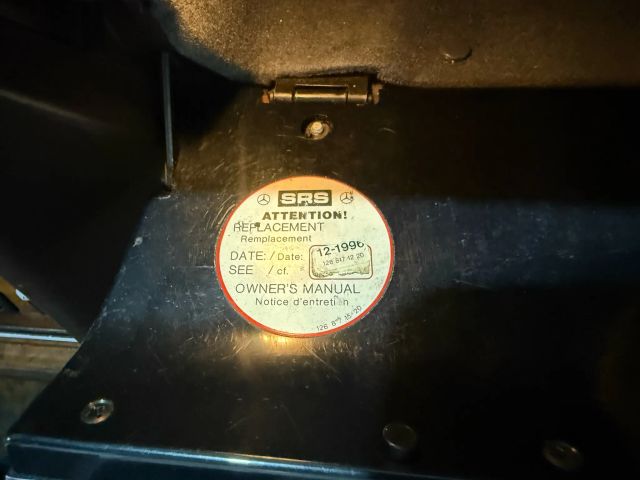 SRS
ATTENTION!
REPLACEMENT
Remplacement
DATE: / Date: 12-1996
SEE / cf.
OWNER'S MANUAL
Notice d'entretien